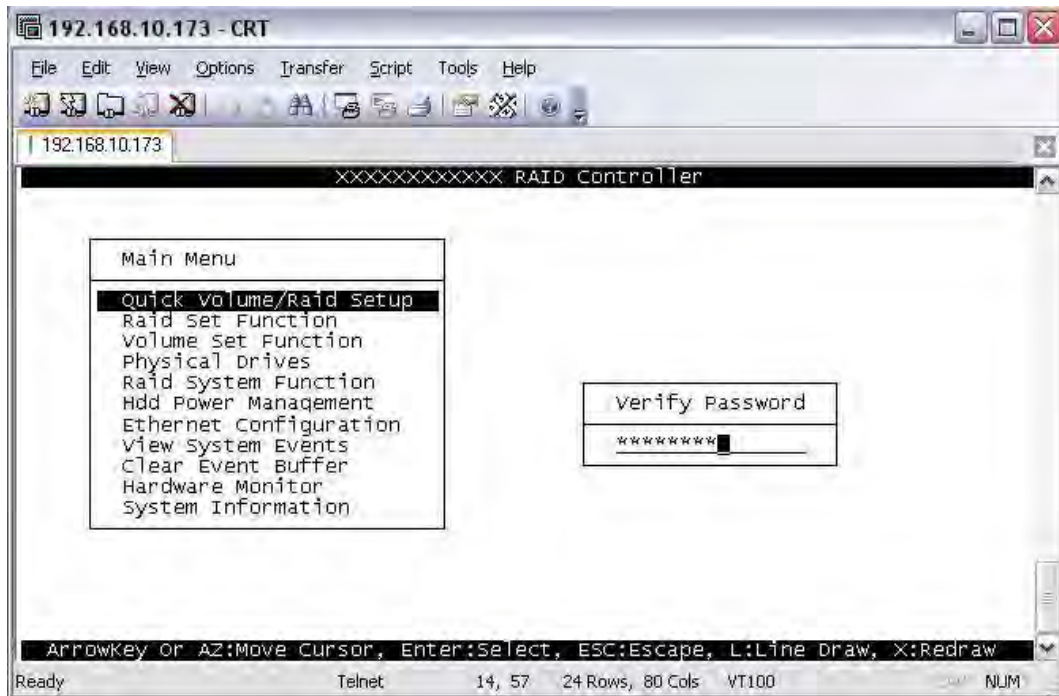 192.168.10.173 - CRT
File Edit View Options Transfer Script Tools Help
192.168.10.173
XXXXXXXXXXXX RAID Controller
Main Menu
Quick Volume/Raid Setup
Raid Set Function
Volume Set Function
Physical Drives
Raid System Function
Hdd Power Management
Ethernet Configuration
View System Events
Clear Event Buffer
Hardware Monitor
System Information
Verify Password
********
ArrowKey Or AZ:Move Cursor, Enter:Select, ESC:Escape, L:Line Draw, X:Redraw
Ready Telnet 14, 57 24 Rows, 80 Cols VT100 NUM